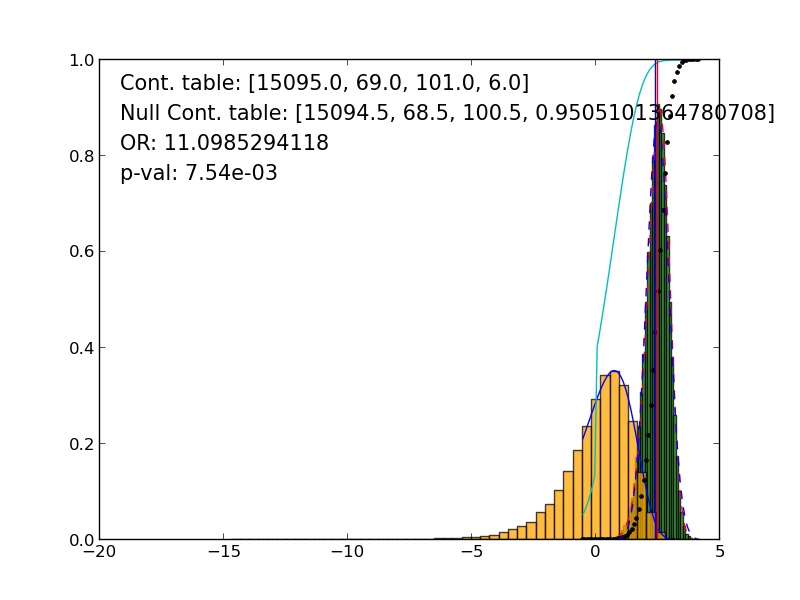 1.0
Cont. table: [15095.0, 69.0, 101.0, 6.0]
Null Cont. table: [15094.5, 68.5, 100.5, 0.9505101364780708]
OR: 11.0985294118
0.8
p-val: 7.54e-03
0.6
0.4
0.2
0.0
−20 −15 −10 −5 0 5